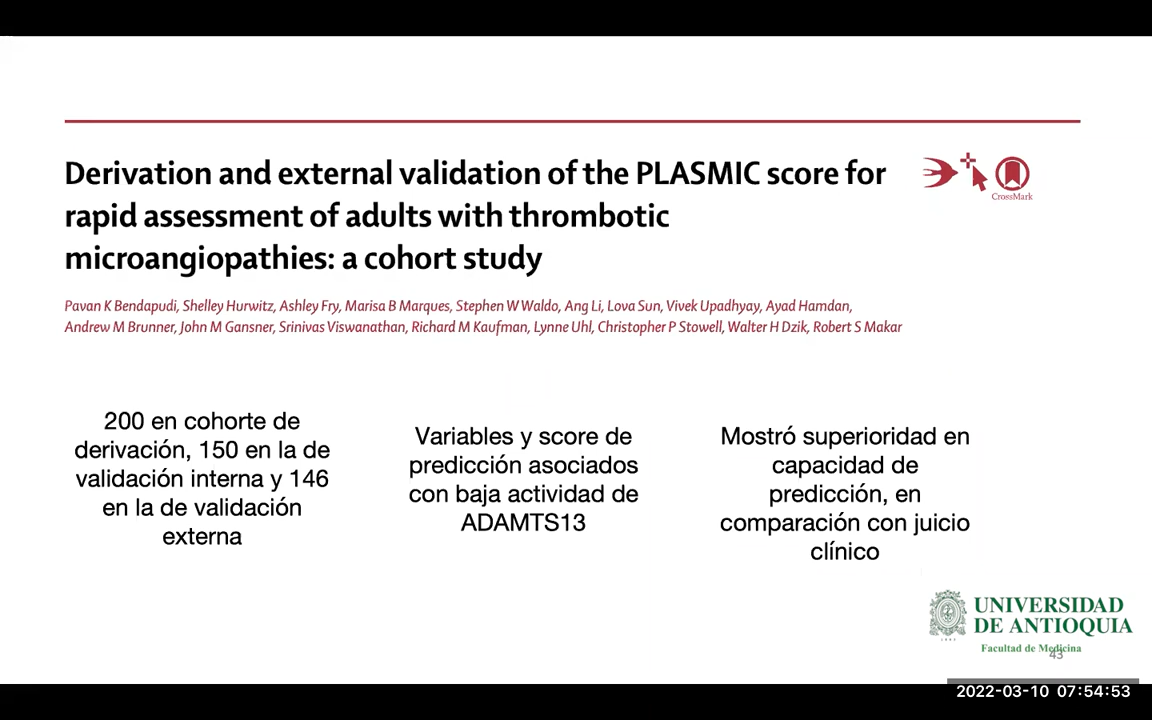 Derivation and external validation of the PLASMIC score for
rapid assessment of adults with thrombotic
microangiopathies: a cohort study
CrossMark
Pavan K Bendapudi, Shelley Hurwitz, Ashley Fry, Marisa B Marques, Stephen W Waldo, Ang Li, Lova Sun, Vivek Upadhyay, Ayad Hamdan,
Andrew M Brunner, John M Gansner, Srinivas Viswanathan, Richard M Kaufman, Lynne Uhl, Christopher P Stowell, Walter H Dzik, Robert S Makar
200 en cohorte de
derivación, 150 en la de
validación interna y 146
en la de validación
externa
Variables y score de
predicción asociados
con baja actividad de
ADAMTS13
Mostró superioridad en
capacidad de
predicción, en
comparación con juicio
clínico
UNIVERSIDAD
DE ANTIOQUIA
Facultad de Medicina
43
2022-03-10 07:54:53